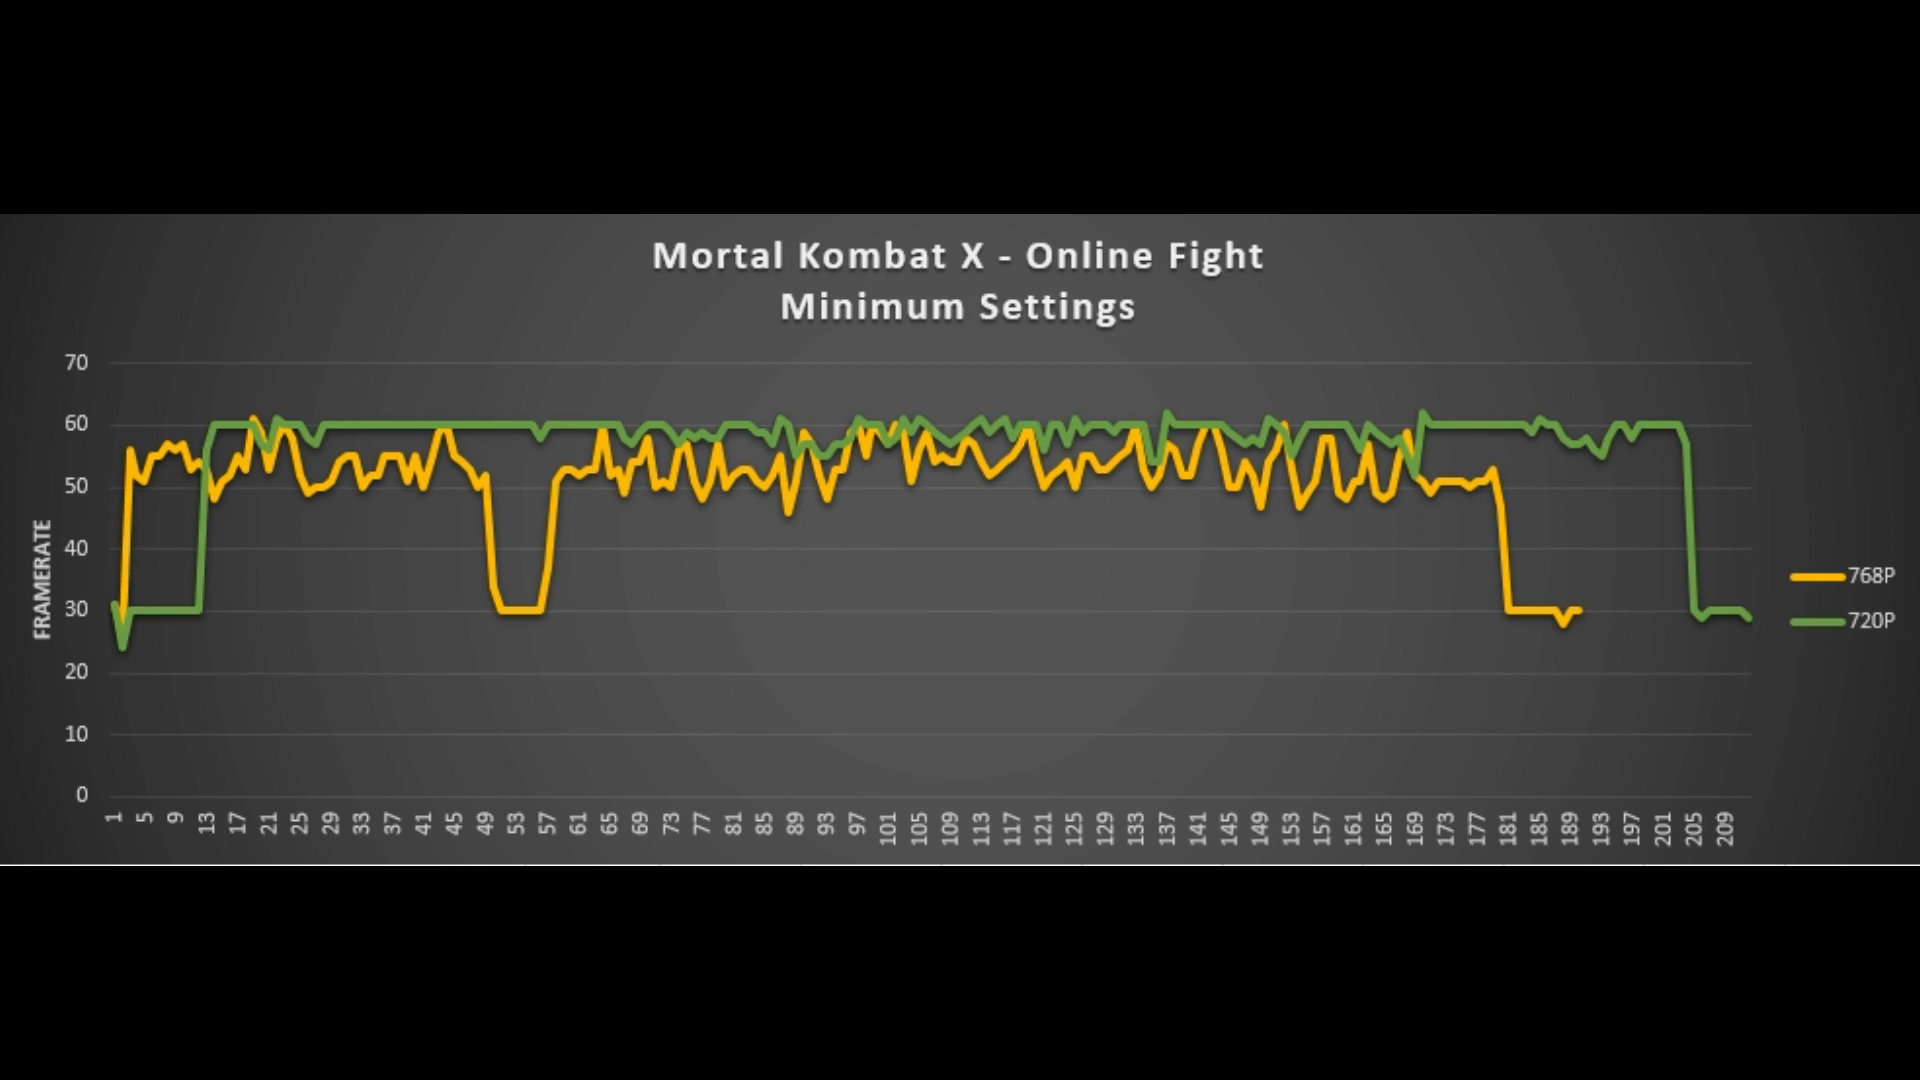 Mortal Kombat X - Online Fight
Minimum Settings
70
60
50
40
30
20
10
0
FRAMERATE
1 5 9 13 17 21 25 29 33 37 41 45 49 53 57 61 65 69 73 77 81 85 89 93 97 101 105 109 113 117 121 125 129 133 137 141 145 149 153 157 161 165 169 173 177 181 185 189 193 197 201 205 209
768P
720P